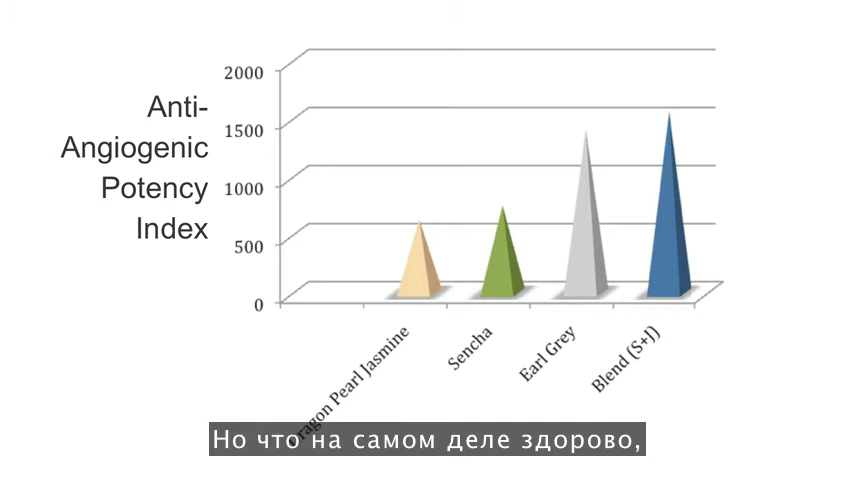 Anti-
Angiogenic
Potency
Index
2000
1500
1000
500
0
Dragon Pearl Jasmine
Sencha
Earl Grey
Blend (S+J)
Но что на самом деле здорово,